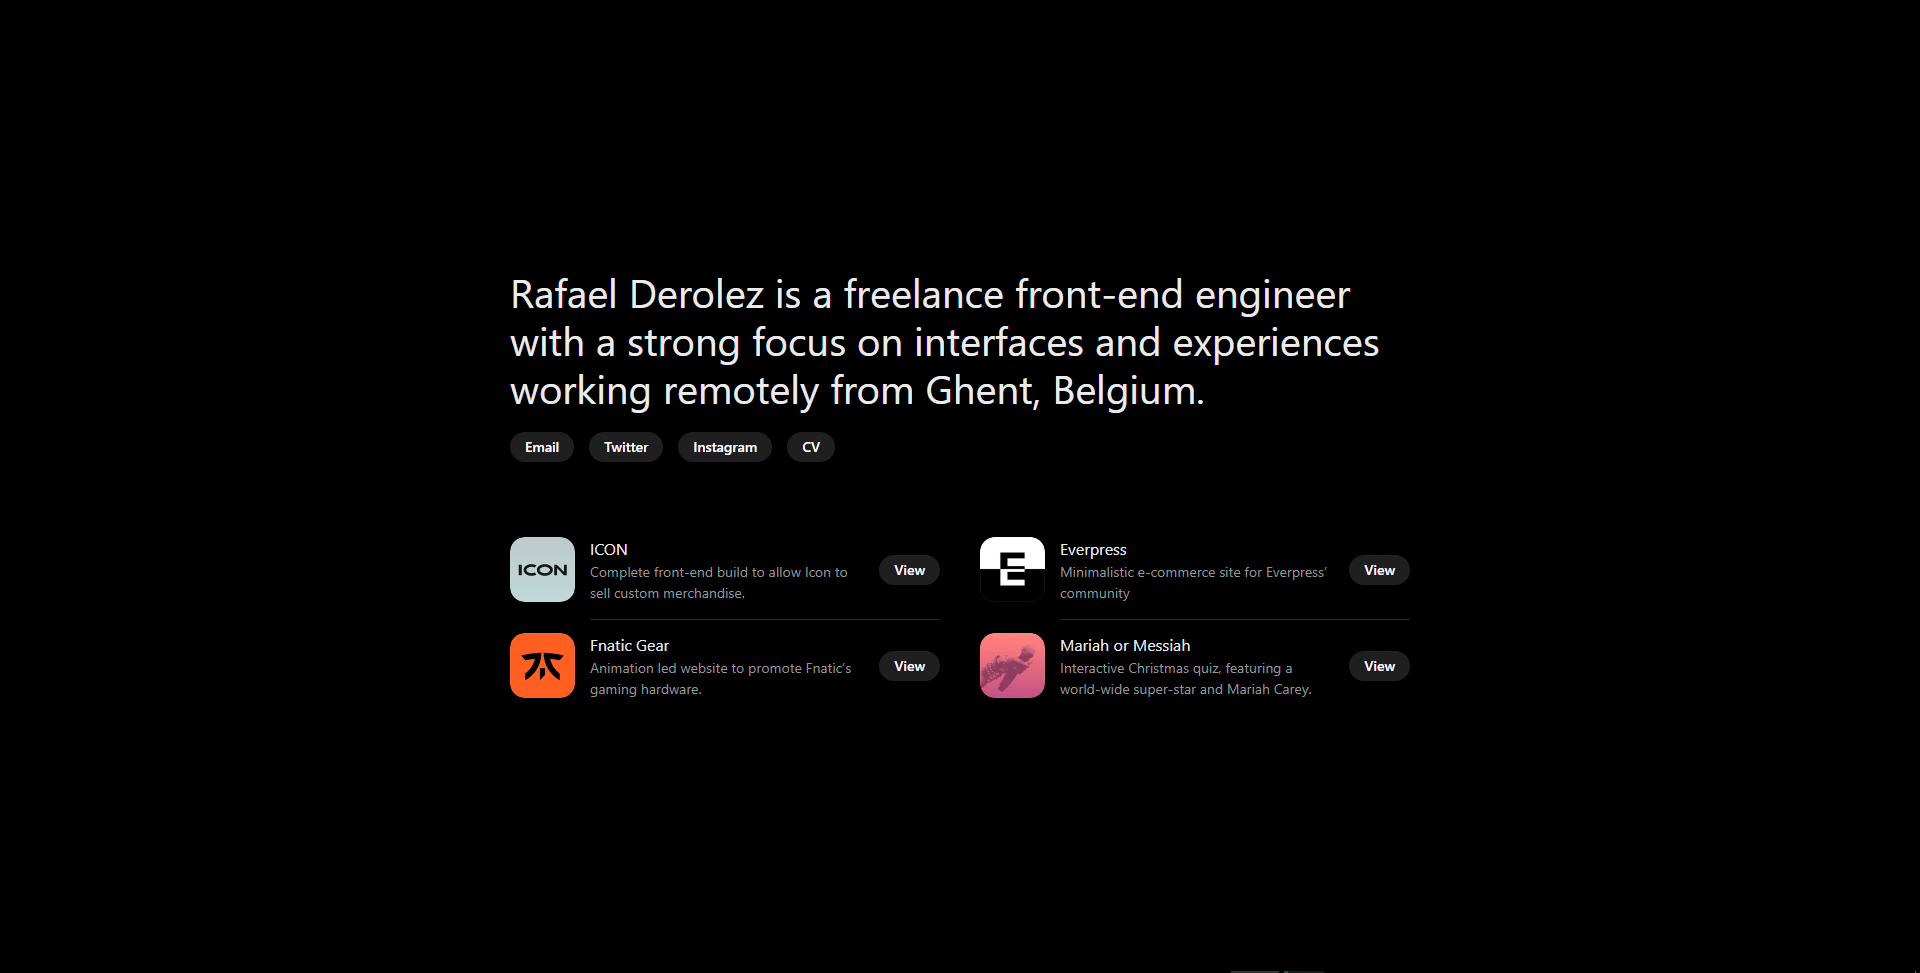 Rafael Derolez is a freelance front-end engineer
with a strong focus on interfaces and experiences
working remotely from Ghent, Belgium.
Email Twitter Instagram CV
ICON
ICON
Complete front-end build to allow Icon to
sell custom merchandise.
View
E
Everpress
Minimalistic e-commerce site for Everpress’
community
View
Fnatic Gear
Animation led website to promote Fnatic’s
gaming hardware.
View
Mariah or Messiah
Interactive Christmas quiz, featuring a
world-wide super-star and Mariah Carey.
View